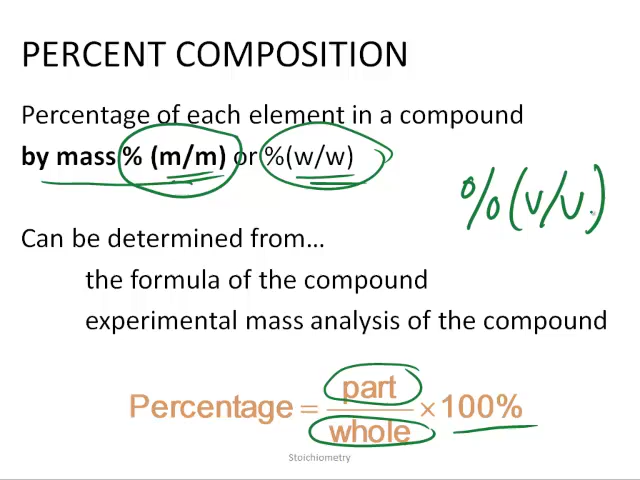 PERCENT COMPOSITION
Percentage of each element in a compound
by mass % (m/m) or %(w/w)
%(v/v)
Can be determined from…
the formula of the compound
experimental mass analysis of the compound
Percentage = part/whole × 100%
Stoichiometry